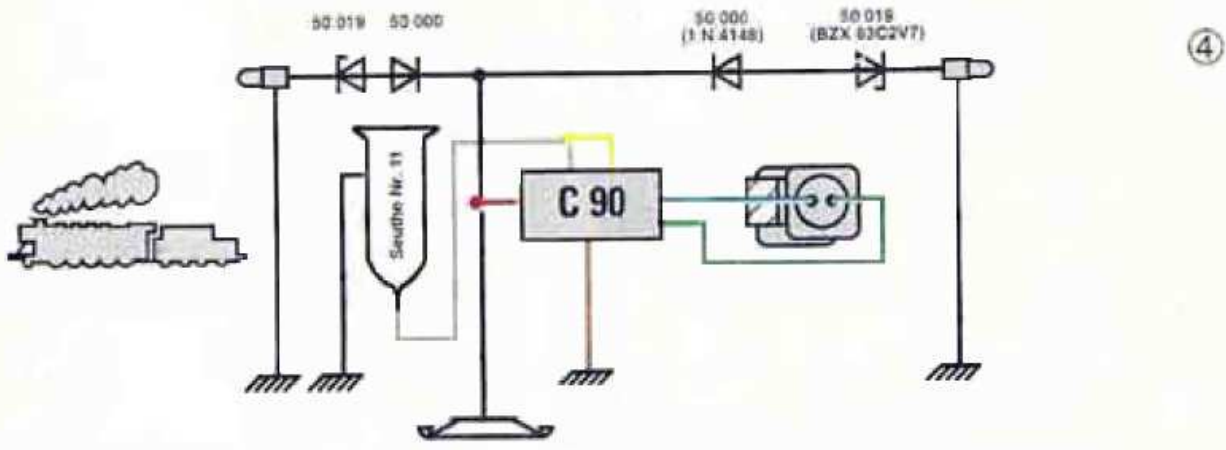 50 019 50 000
50 000
(1 N 4148)
50 019
(BZX 83C2V7)
④
Seuthe Nr. 11
C 90